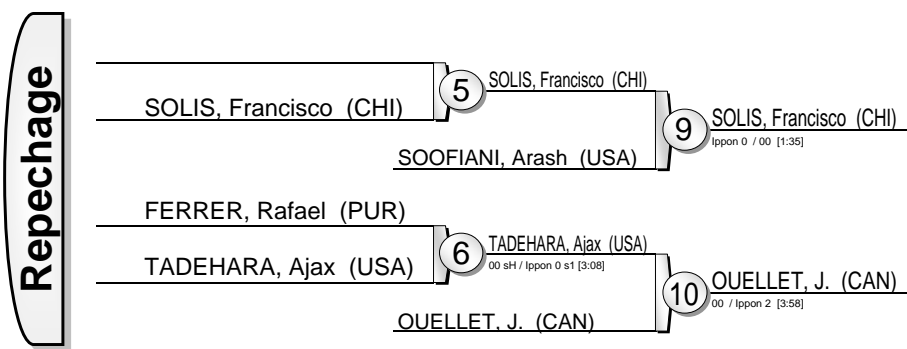 Repechage
SOLIS, Francisco (CHI)
5
SOLIS, Francisco (CHI)
SOOFIANI, Arash (USA)
9
SOLIS, Francisco (CHI)
Ippon 0 / 00 [1:35]
FERRER, Rafael (PUR)
TADEHARA, Ajax (USA)
6
TADEHARA, Ajax (USA)
00 sH / Ippon 0 s1 [3:08]
OUELLET, J. (CAN)
10
OUELLET, J. (CAN)
00 / Ippon 2 [3:58]